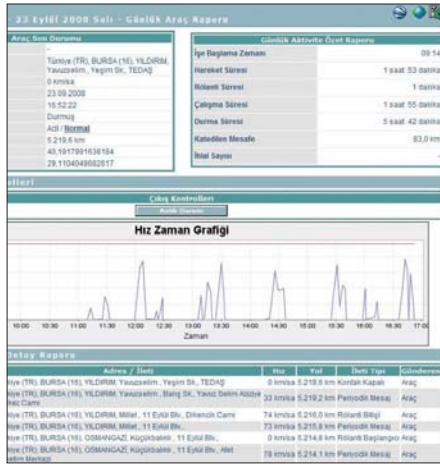 - 23 Eylül 2008 Salı - Günlük Araç Raporu
Araç Son Durumu
-
Türkiye (TR), BURSA (16), YILDIRIM,
Yavuzselim , Yeşim Sk., TEDAŞ
0 km/sa
23.09.2008
16:52:22
Durmuş
Acil / Normal
5.219,6 km
40,1917991638184
29,1104049682617
Günlük Aktivite Özet Raporu
İşe Başlama Zamanı 09:14
Hareket Süresi 1 saat 53 dakika
Rölanti Süresi 1 dakika
Çalışma Süresi 1 saat 55 dakika
Durma Süresi 5 saat 42 dakika
Katedilen Mesafe 83,0 km
İhlal Sayısı -
olleri
Çıkış Kontrolleri
Hız Zaman Grafiği
10:00 10:30 11:00 11:30 12:00 12:30 13:00 13:30 14:00 14:30 15:00 15:30 16:00 16:30 17:00
Zaman
Detay Raporu
Adres / İleti Hız Yol İleti Tipi Gönderen
kiye (TR), BURSA (16), YILDIRIM, Yavuzselim , Yeşim Sk., TEDAŞ 0 km/sa 5.219,6 km Kontak Kapalı Araç
kiye (TR), BURSA (16), YILDIRIM, Yavuzselim , Barış Sk., Yavuz Selim
Camii 33 km/sa 5.219,2 km Periyodik Mesaj Araç
kiye (TR), BURSA (16), YILDIRIM, Millet , 11 Eylül Blv., Camii 74 km/sa 5.216,0 km Rölanti Bitişi Araç
kiye (TR), BURSA (16), YILDIRIM, Millet , 11 Eylül Blv., 73 km/sa 5.215,8 km Periyodik Mesaj Araç
kiye (TR), BURSA (16), OSMANGAZİ, Küçükbalıklı , 11 Eylül Blv., 0 km/sa 5.214,8 km Rölanti Başlangıcı Araç
kiye (TR), BURSA (16), OSMANGAZİ, Küçükbalıklı , 11 Eylül Blv., Afet
Merkezi 78 km/sa 5.214,1 km Periyodik Mesaj Araç